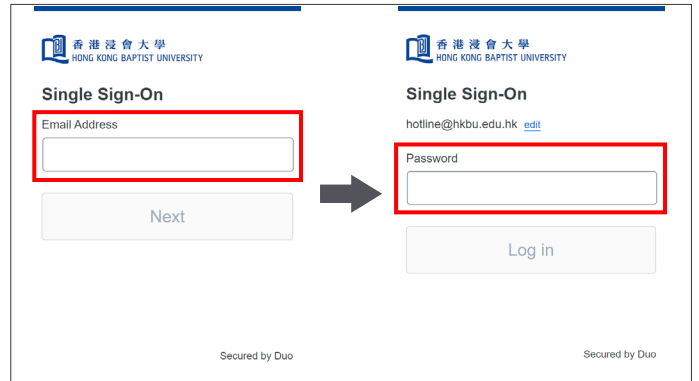 香港浸會大學
HONG KONG BAPTIST UNIVERSITY
Single Sign-On
Email Address
Next
Secured by Duo
香港浸會大學
HONG KONG BAPTIST UNIVERSITY
Single Sign-On
hotline@hkbu.edu.hk edit
Password
Log in
Secured by Duo